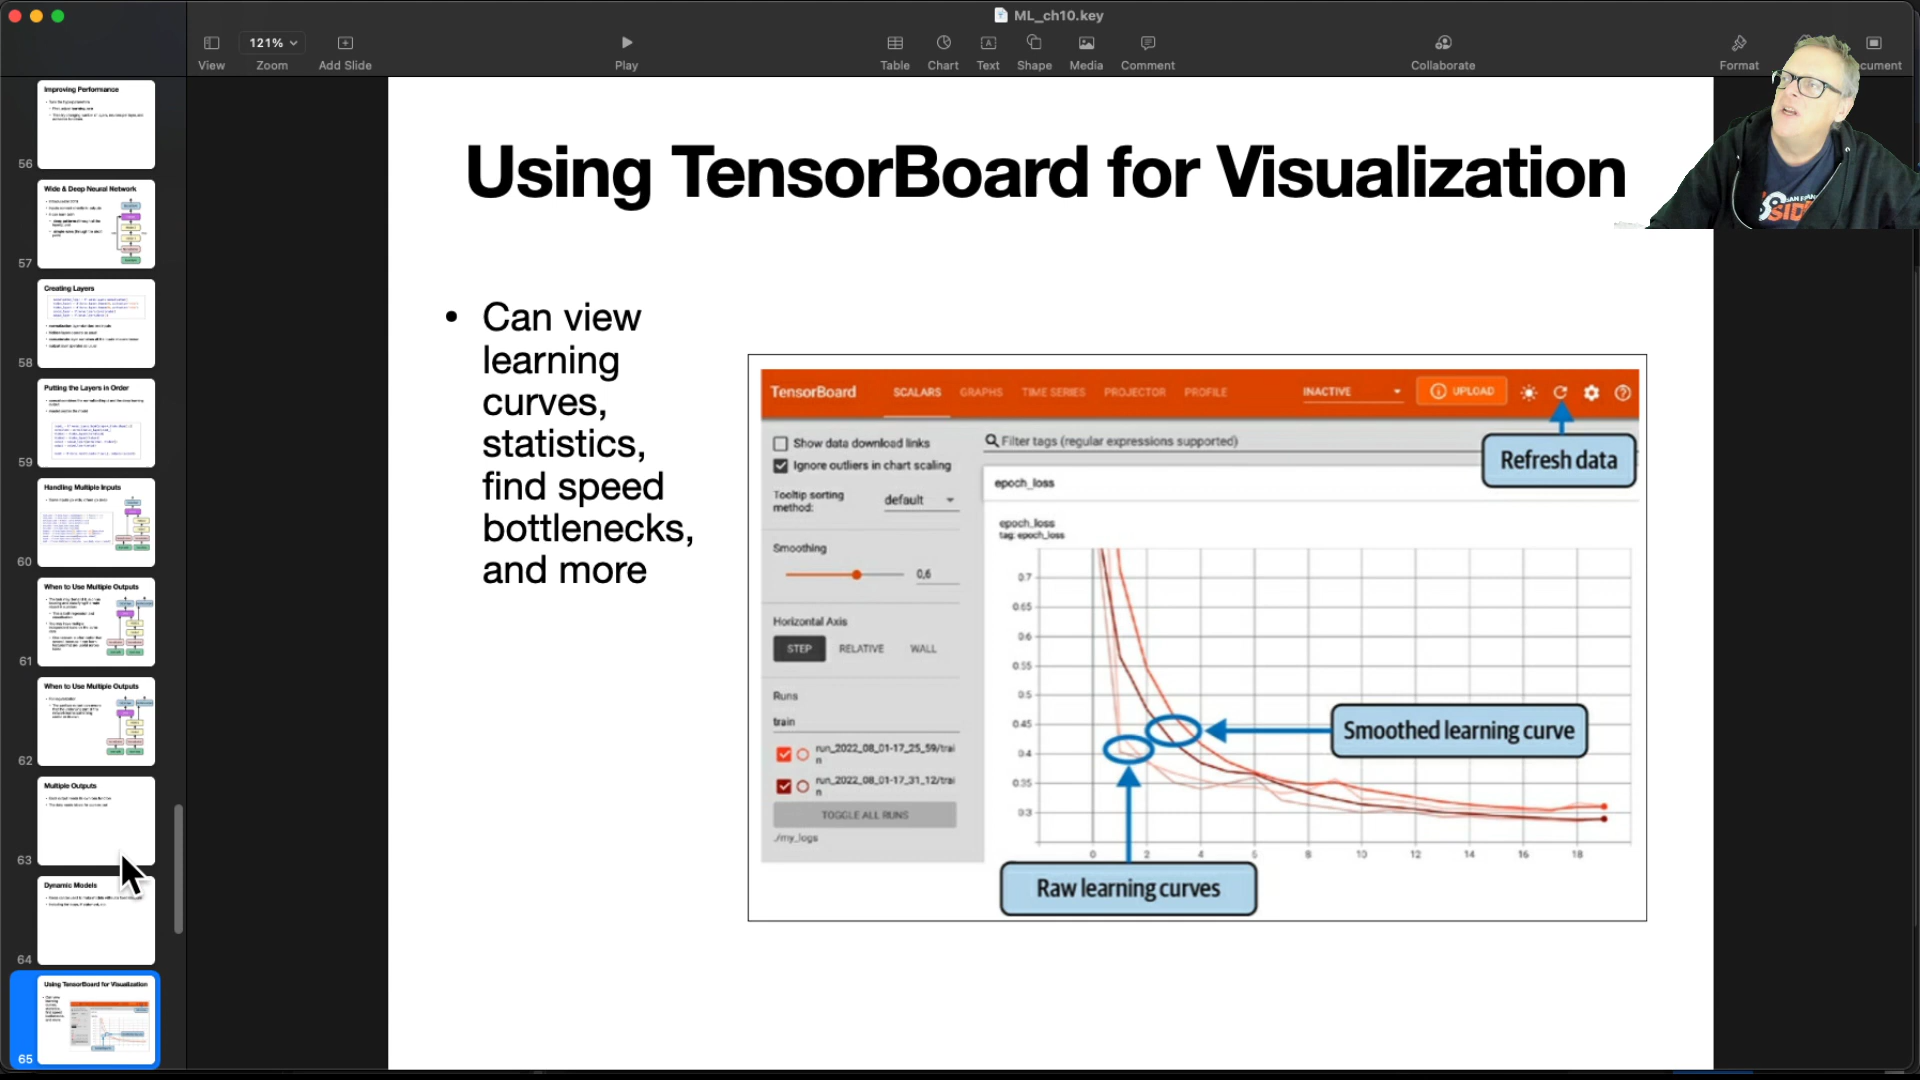 ML_ch10.key
121%
View
Zoom
Add Slide
Play
Table
Chart
Text
Shape
Media
Comment
Collaborate
Format
cument
Improving Performance
56
Wide & Deep Neural Network
57
Creating Layers
58
Putting the Layers in Order
59
Handling Multiple Inputs
60
When to Use Multiple Outputs
61
When to Use Multiple Outputs
62
Multiple Outputs
63
Dynamic Models
64
Using TensorBoard for Visualization
65
Using TensorBoard for Visualization
• Can view
learning
curves,
statistics,
find speed
bottlenecks,
and more
TensorBoard
SCALARS
GRAPHS
TIME SERIES
PROJECTOR
PROFILE
INACTIVE
UPLOAD
Show data download links
Ignore outliers in chart scaling
Tooltip sorting
method:
default
Smoothing
0,6
Horizontal Axis
STEP
RELATIVE
WALL
Runs
train
run_2022_08_01-17_25_59/trai
n
run_2022_08_01-17_31_12/trai
n
TOGGLE ALL RUNS
./my_logs
Filter tags (regular expressions supported)
Refresh data
epoch_loss
epoch_loss
tag: epoch_loss
0.7
0.65
0.6
0.55
0.5
0.45
0.4
0.35
0.3
0 2 4 6 8 10 12 14 16 18
Smoothed learning curve
Raw learning curves